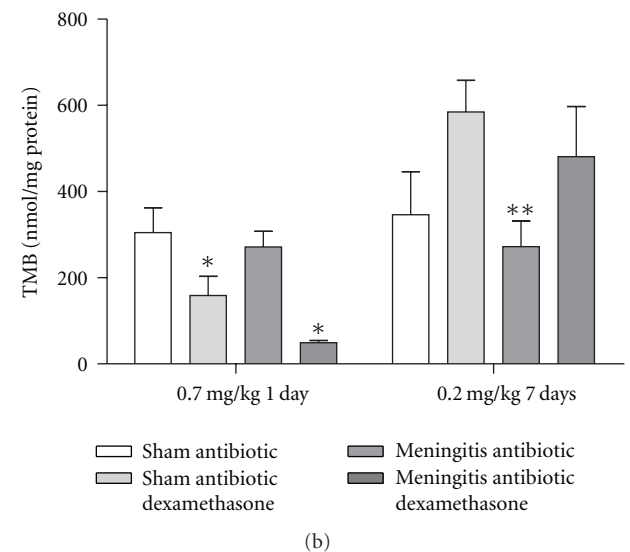 800
600
400
200
0
TMB (nmol/mg protein)
*
*
**
0.7 mg/kg 1 day
0.2 mg/kg 7 days
Sham antibiotic
Sham antibiotic
dexamethasone
Meningitis antibiotic
Meningitis antibiotic
dexamethasone
(b)